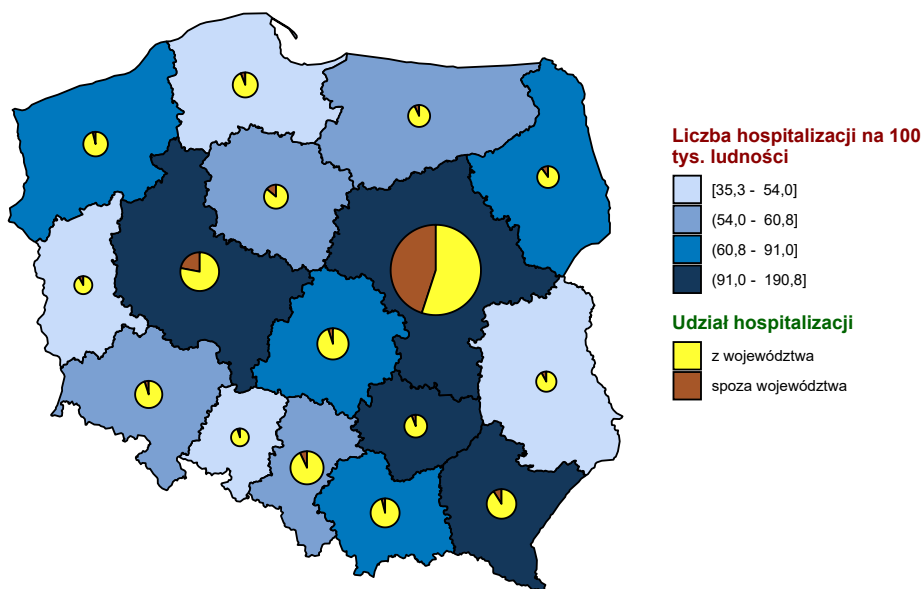 Liczba hospitalizacji na 100
tys. ludności
[35,3 - 54,0]
(54,0 - 60,8]
(60,8 - 91,0]
(91,0 - 190,8]
Udział hospitalizacji
z województwa
spoza województwa